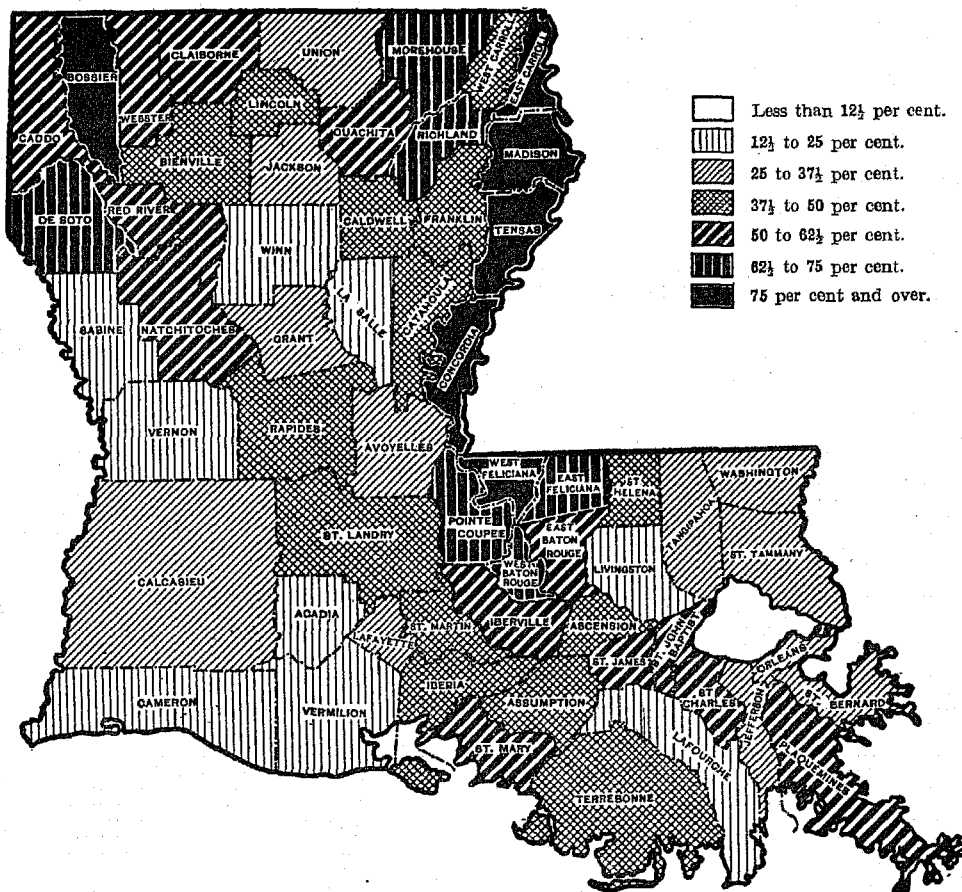 UNION
MOREHOUSE
WEST CARROLL
EAST CARROLL
CLAIBORNE
BOSSIER
WEBSTER
LINCOLN
CADDO
OUACHITA
RICHLAND
MADISON
BIENVILLE
JACKSON
DE SOTO
RED RIVER
CALDWELL
FRANKLIN
TENSAS
WINN
LA SALLE
CATAHOULA
SABINE
NATCHITOCHES
GRANT
CONCORDIA
VERNON
RAPIDES
AVOYELLES
WEST
FELICIANA
EAST
FELICIANA
ST.
HELENA
WASHINGTON
TANGIPAHOA
POINTE
COUPEE
EAST
BATON
ROUGE
ST. LANDRY
ST. TAMMANY
WEST
BATON
ROUGE
LIVINGSTON
CALCASIEU
ACADIA
LAFAYETTE
ST. MARTIN
IBERVILLE
ASCENSION
ST. JOHN
BAPTIST
ST. JAMES
ORLEANS
IBERIA
CAMERON
VERMILION
ASSUMPTION
ST
CHARLES
JEFFERSON
ST. BERNARD
ST. MARY
LAFOURCHE
PLAQUEMINES
TERREBONNE
Less than 12½ per cent.
12½ to 25 per cent.
25 to 37½ per cent.
37½ to 50 per cent.
50 to 62½ per cent.
62½ to 75 per cent.
75 per cent and over.